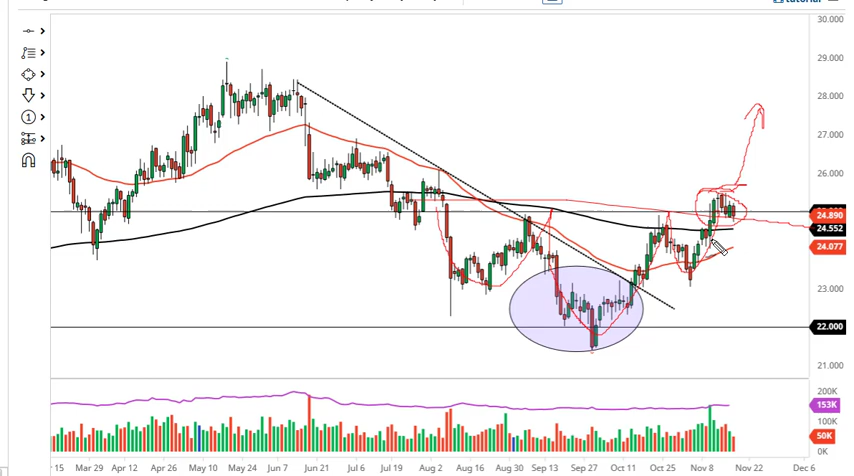 tutorial
30.000
29.000
28.000
27.000
26.000
24.890
24.552
24.077
23.000
22.000
21.000
200K
153K
100K
50K
15 Mar 29 Apr 12 Apr 26 May 10 May 24 Jun 7 Jun 21 Jul 6 Jul 19 Aug 2 Aug 16 Aug 30 Sep 13 Sep 27 Oct 11 Oct 25 Nov 8 Nov 22 Dec 6